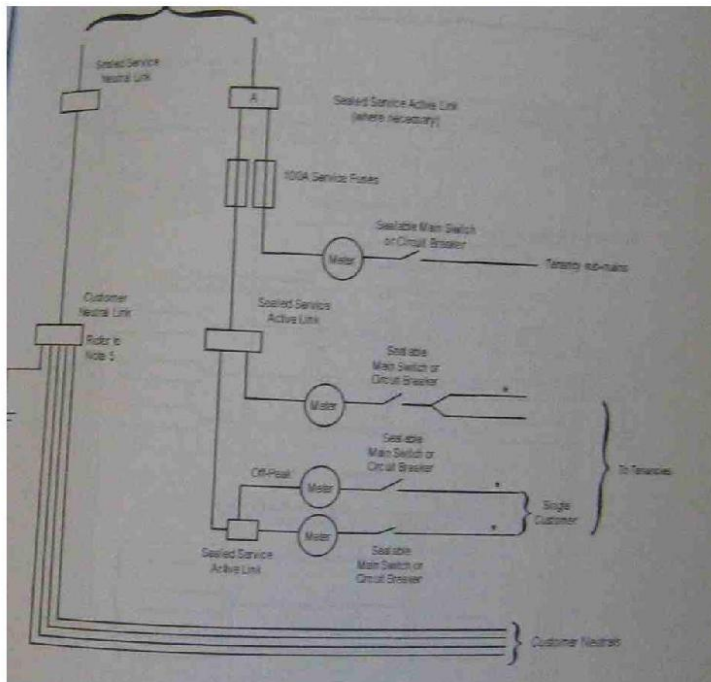 Sealed Service
Neutral Link
A
Sealed Service Active Link
(where necessary)
100A Service Fuses
Sealable Main Switch
or Circuit Breaker
Meter
Tenancy sub-mains
Customer
Neutral Link
Refer to
Note 5
Sealed Service
Active Link
Sealable
Main Switch or
Circuit Breaker
*
Meter
Sealable
Main Switch or
Circuit Breaker
Off-Peak
Meter
*
To Tenancies
Single
Customer
*
Meter
Sealed Service
Active Link
Sealable
Main Switch or
Circuit Breaker
Customer Neutrals